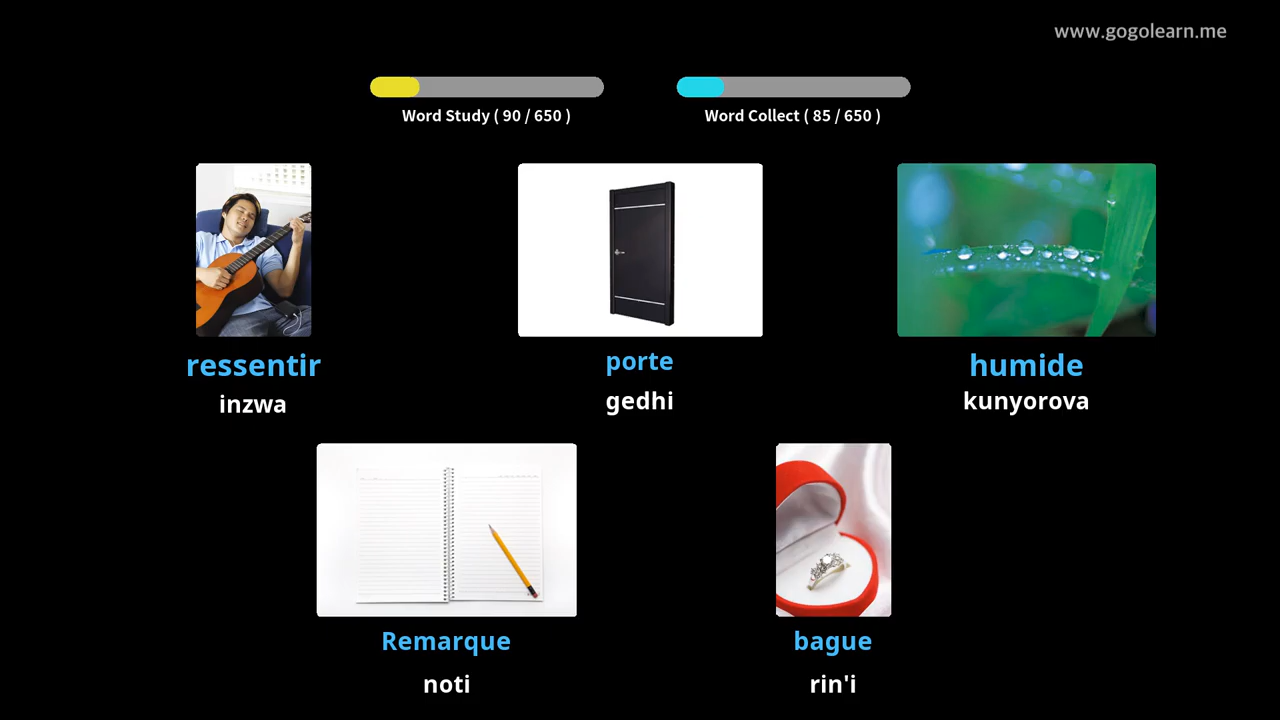 www.gogolearn.me
Word Study ( 90 / 650 )
Word Collect ( 85 / 650 )
ressentir
inzwa
porte
gedhi
humide
kunyorova
Remarque
noti
bague
rin'i